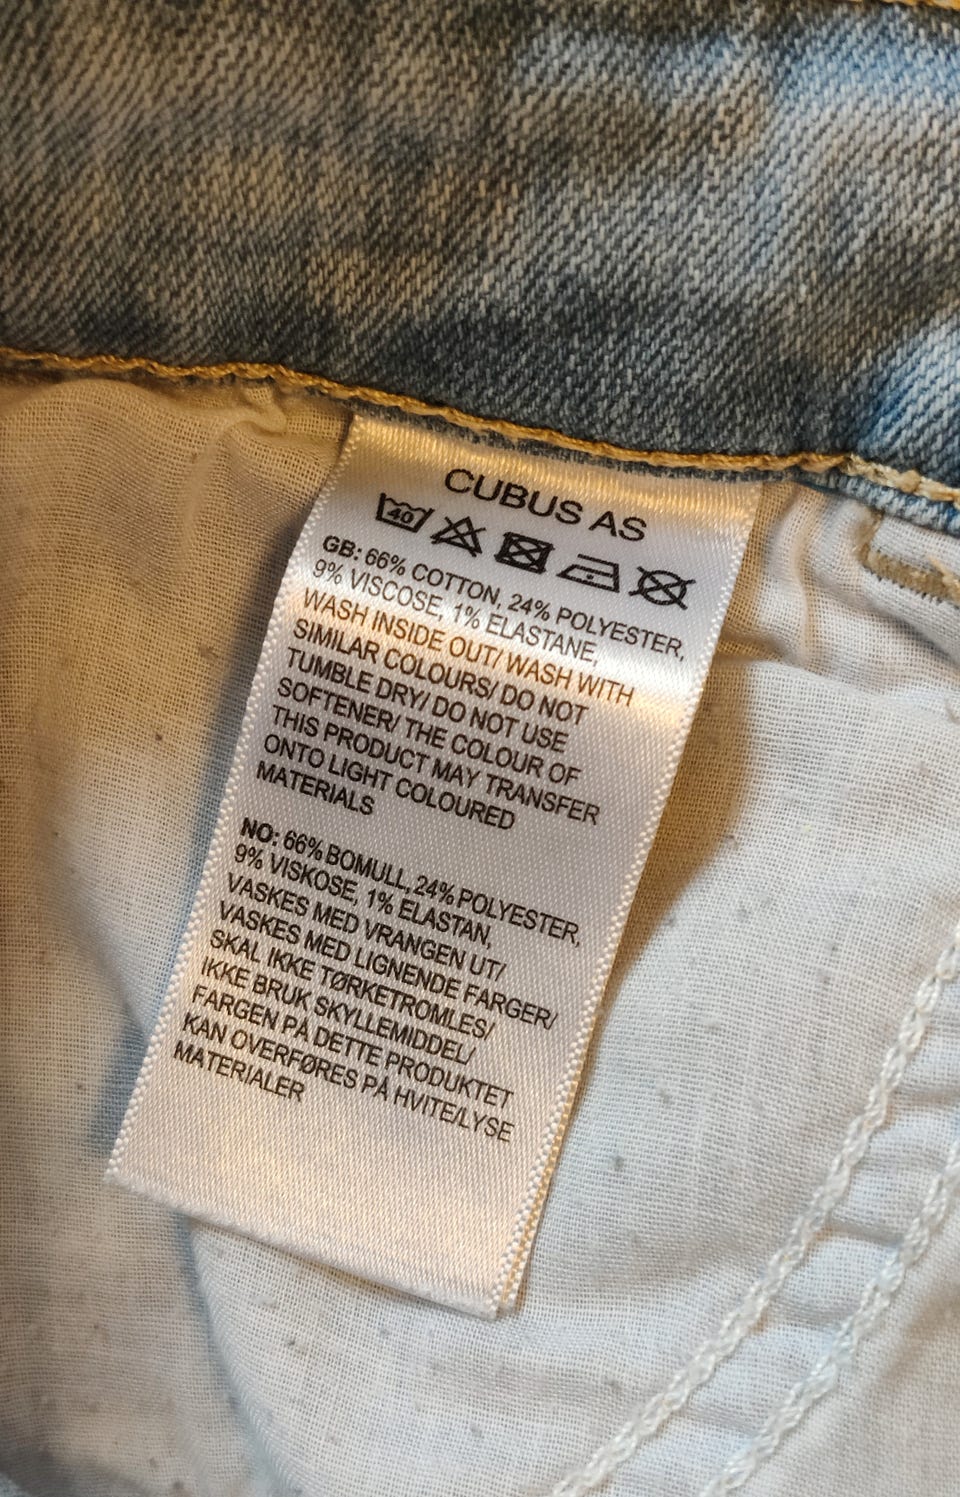 CUBUS AS
40
GB: 66% COTTON, 24% POLYESTER,
9% VISCOSE, 1% ELASTANE,
WASH INSIDE OUT/ WASH WITH
SIMILAR COLOURS/ DO NOT
TUMBLE DRY/ DO NOT USE
SOFTENER/ THE COLOUR OF
THIS PRODUCT MAY TRANSFER
ONTO LIGHT COLOURED
MATERIALS
NO: 66% BOMULL, 24% POLYESTER,
9% VISKOSE, 1% ELASTAN,
VASKES MED VRANGEN UT/
VASKES MED LIGNENDE FARGER/
SKAL IKKE TØRKETROMLES/
IKKE BRUK SKYLLEMIDDEL/
FARGEN PÅ DETTE PRODUKTET
KAN OVERFØRES PÅ HVITE/LYSE
MATERIALER